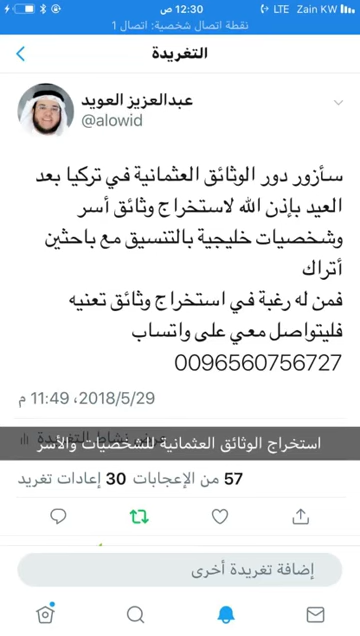 12:30 ص
LTE Zain KW
نقطة اتصال شخصية: اتصال 1
التغريدة
عبدالعزيز العويد
@alowid
سأزور دور الوثائق العثمانية في تركيا بعد
العيد بإذن الله لاستخراج وثائق أسر
وشخصيات خليجية بالتنسيق مع باحثين
أتراك
فمن له رغبة في استخراج وثائق تعنيه
فليتواصل معي على واتساب
0096560756727
2018/5/29، 11:49 م
عرض نشاط التغريدة
استخراج الوثائق العثمانية للشخصيات والأسر
57 من الإعجابات 30 إعادات تغريد
إضافة تغريدة أخرى